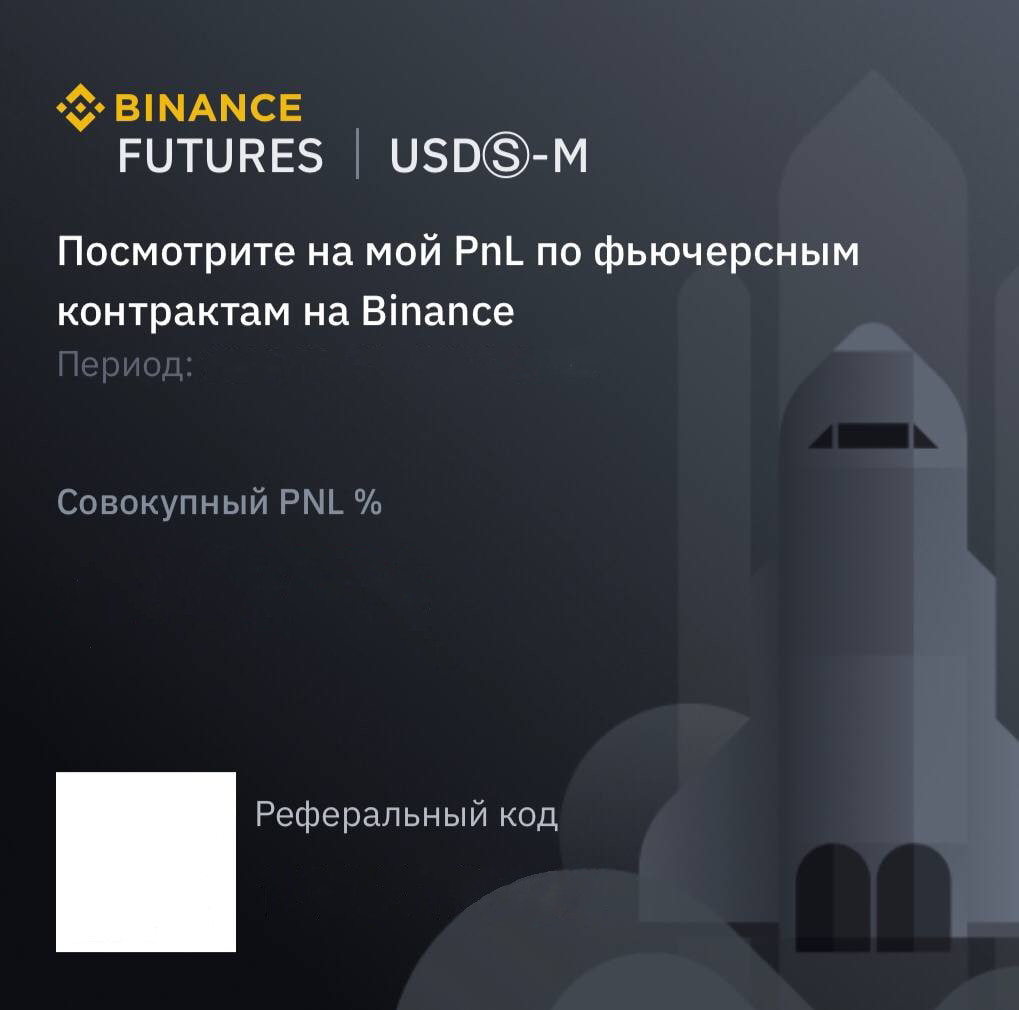 BINANCE
FUTURES | USDⓈ-M
Посмотрите на мой PnL по фьючерсным
контрактам на Binance
Период:
Совокупный PNL %
Реферальный код